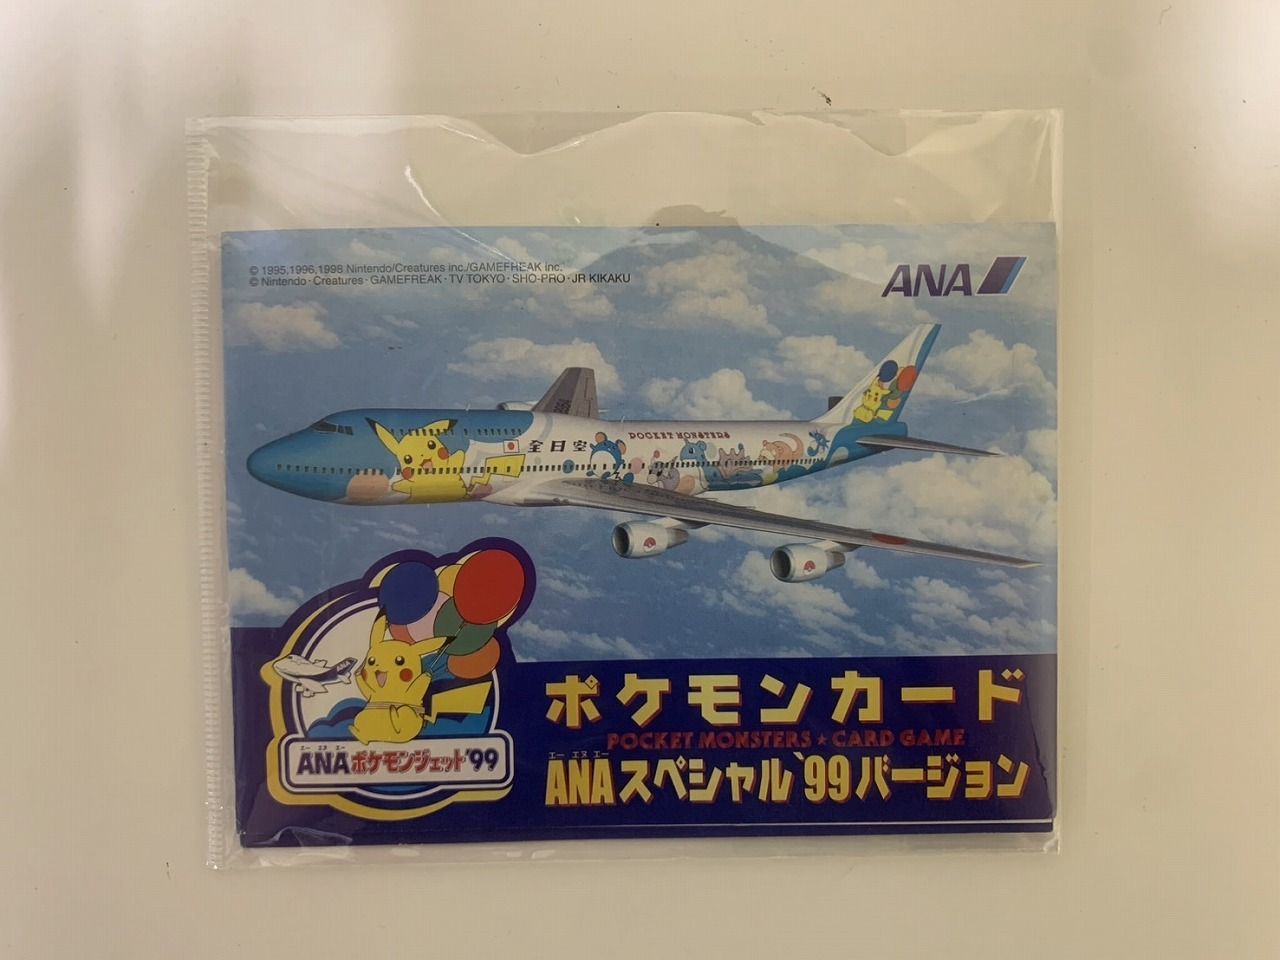 © 1995,1996,1998 Nintendo/Creatures inc./GAMEFREAK inc.
© Nintendo · Creatures · GAMEFREAK · TV TOKYO · SHO-PRO · JR KIKAKU
ANA
全日空
POCKET MONSTERS
ANA
エー エヌ エー
ANAポケモンジェット'99
ポケモンカード
POCKET MONSTERS★CARD GAME
エー エヌ エー
ANAスペシャル'99バージョン